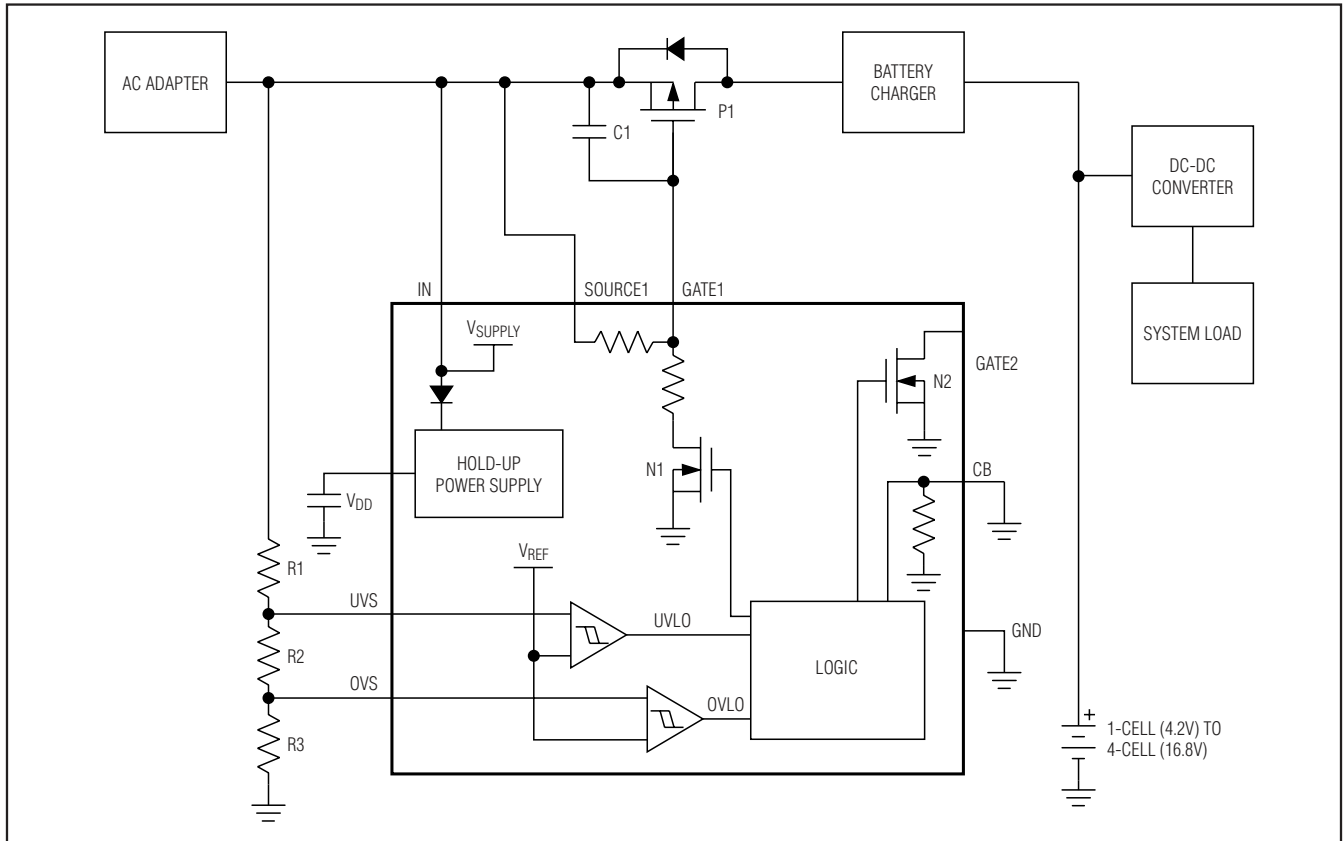 AC ADAPTER
BATTERY
CHARGER
P1
C1
DC-DC
CONVERTER
SYSTEM LOAD
IN
SOURCE1
GATE1
VSUPPLY
GATE2
N2
HOLD-UP
POWER SUPPLY
N1
CB
VDD
VREF
R1
UVS
UVLO
GND
R2
LOGIC
OVS
OVLO
R3
+
1-CELL (4.2V) TO
4-CELL (16.8V)